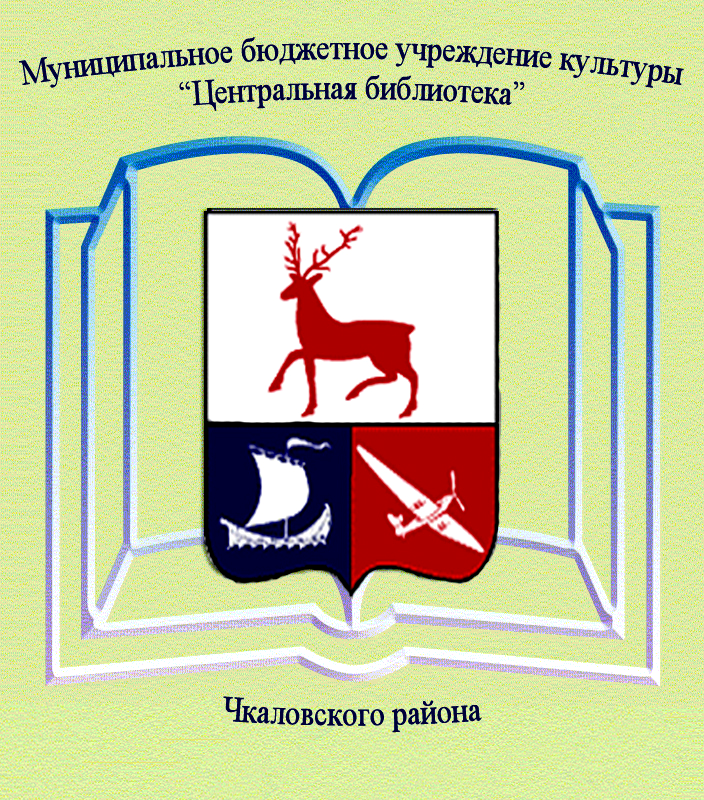 Муниципальное бюджетное учреждение культуры
“Центральная библиотека”
Чкаловского района